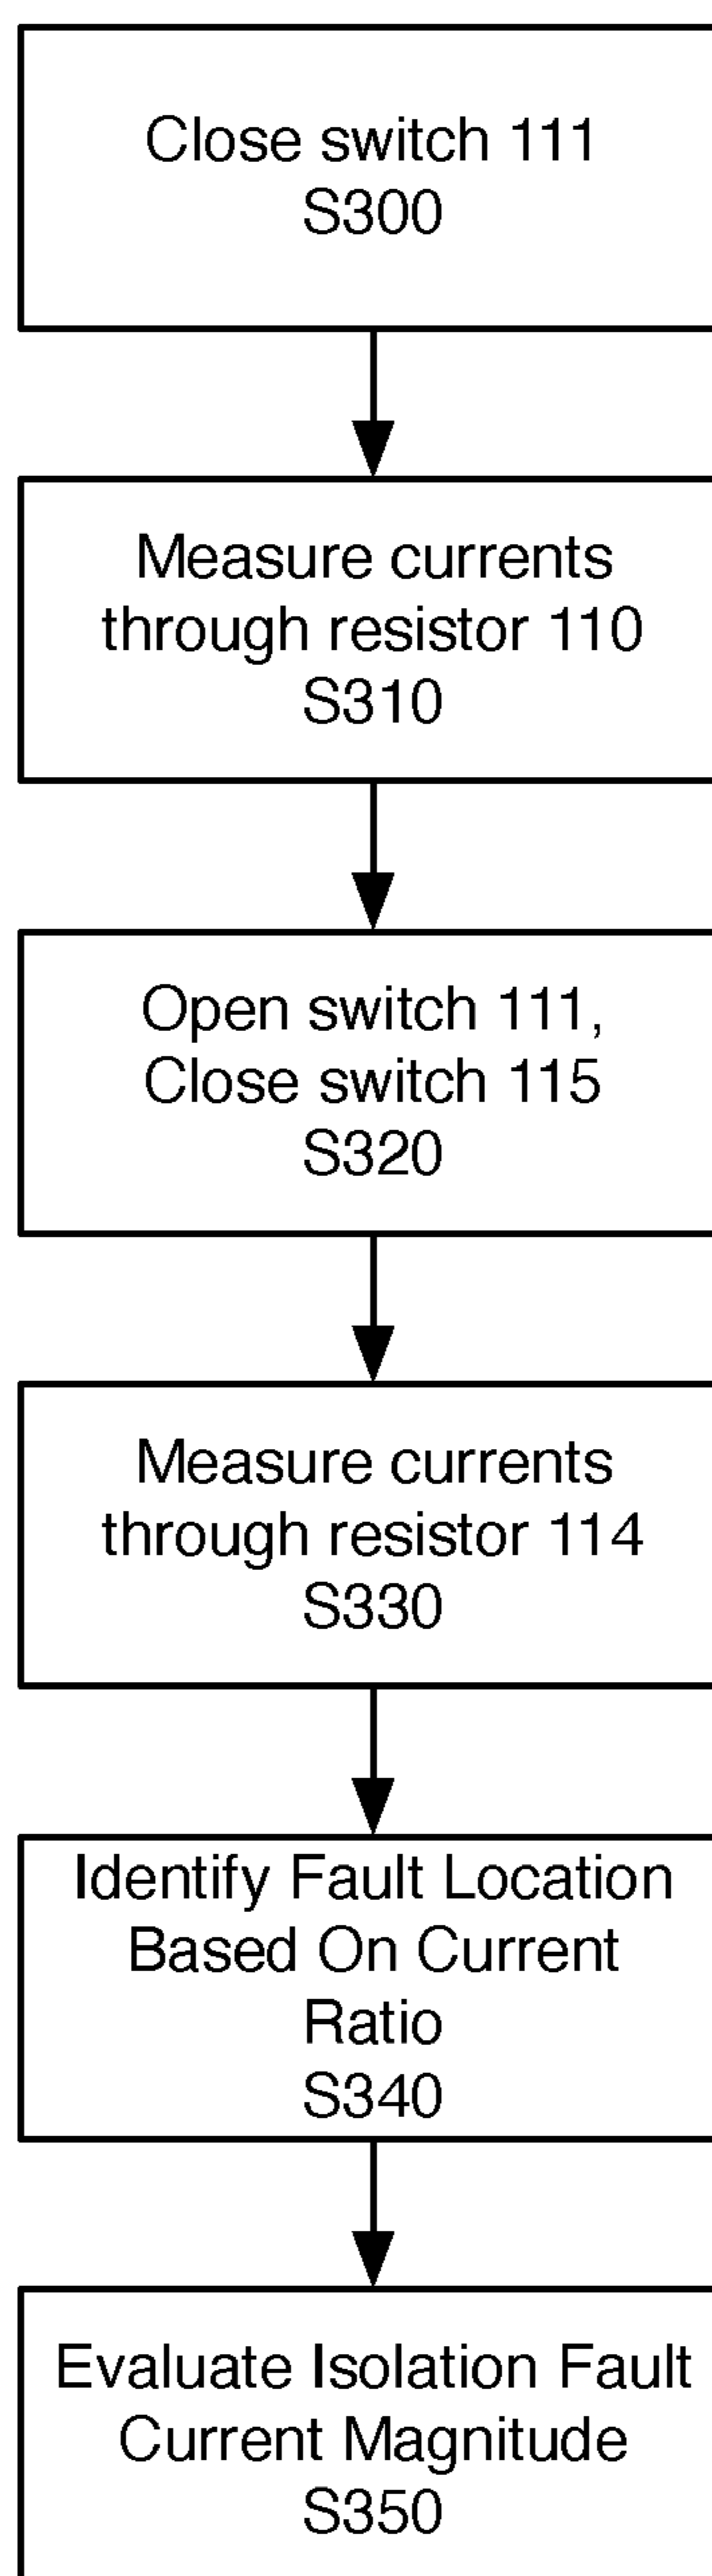 Close switch 111
S300
Measure currents
through resistor 110
S310
Open switch 111,
Close switch 115
S320
Measure currents
through resistor 114
S330
Identify Fault Location
Based On Current
Ratio
S340
Evaluate Isolation Fault
Current Magnitude
S350